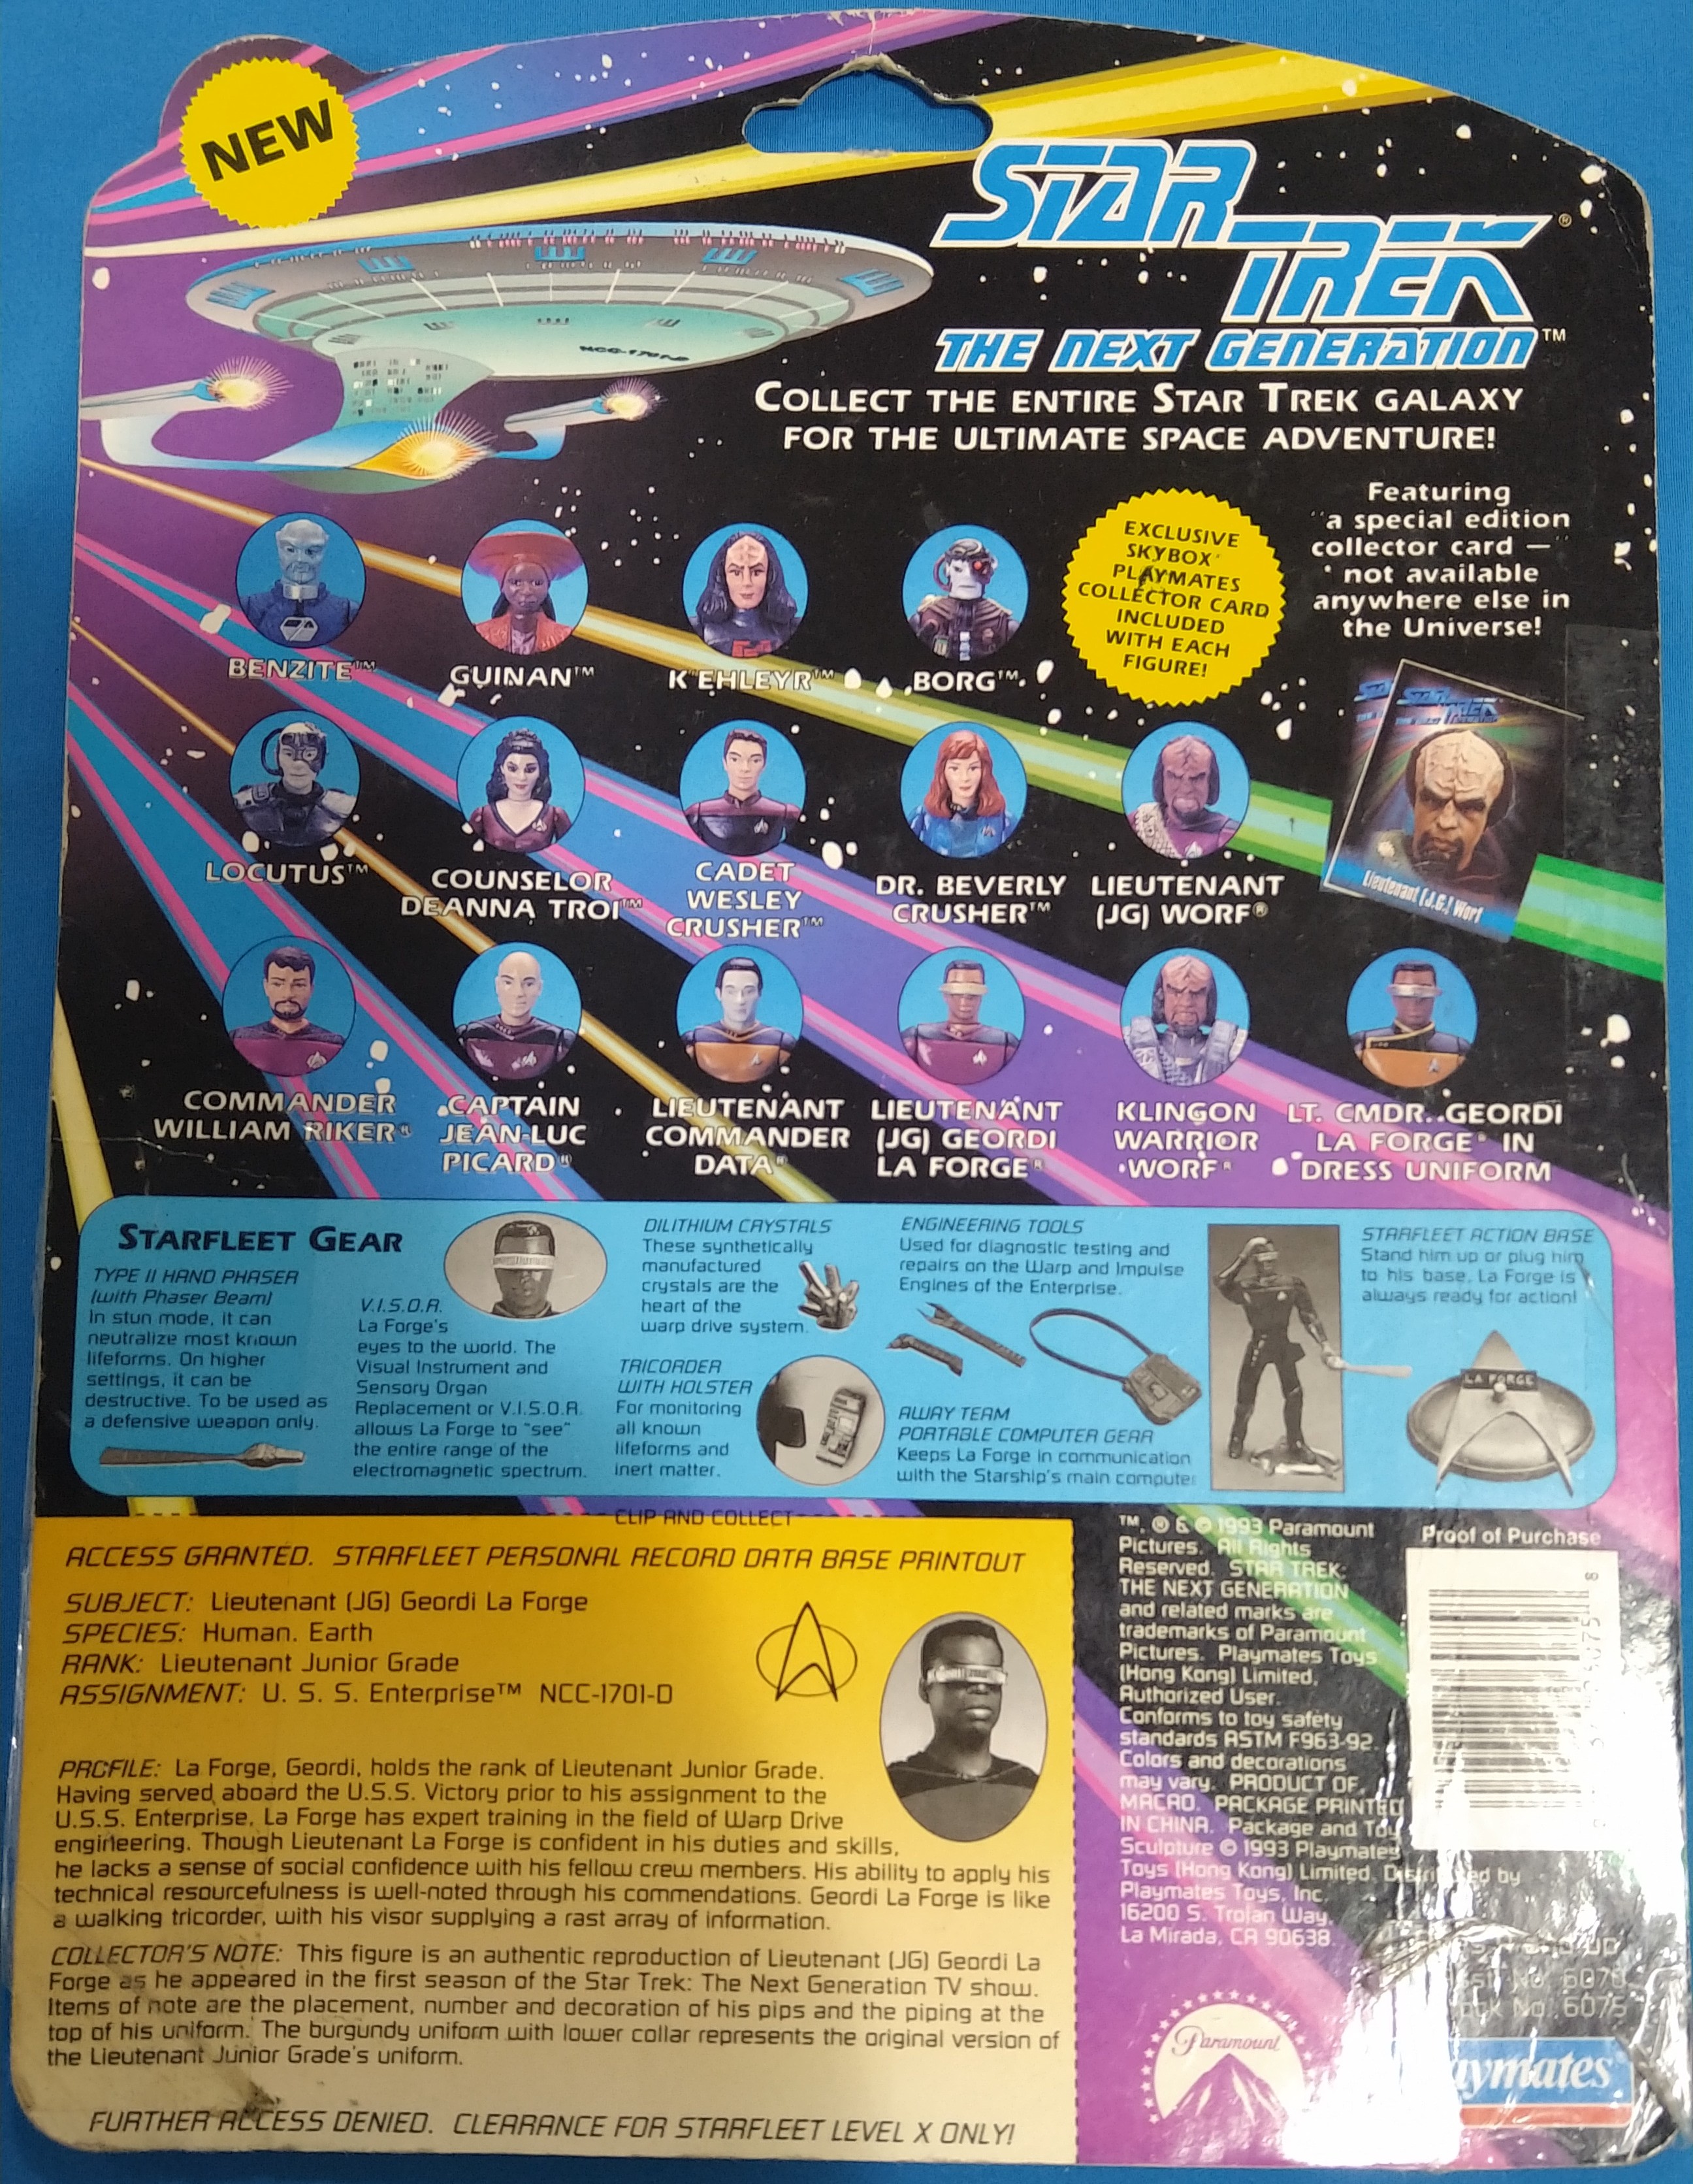 NEW
STAR
TREK®
THE NEXT GENERATION™
NCC-1701-D
COLLECT THE ENTIRE STAR TREK GALAXY
FOR THE ULTIMATE SPACE ADVENTURE!
EXCLUSIVE
SKYBOX
PLAYMATES
COLLECTOR CARD
INCLUDED
WITH EACH
FIGURE!
Featuring
a special edition
collector card —
not available
anywhere else in
the Universe!
BENZITE™
GUINAN™
K'EHLEYR™
BORG™
STAR TREK
Lieutenant (J.G.) Worf
LOCUTUS™
COUNSELOR
DEANNA TROI™
CADET
WESLEY
CRUSHER™
DR. BEVERLY
CRUSHER™
LIEUTENANT
(JG) WORF®
COMMANDER
WILLIAM RIKER®
CAPTAIN
JEAN-LUC
PICARD®
LIEUTENANT
COMMANDER
DATA®
LIEUTENANT
(JG) GEORDI
LA FORGE®
KLINGON
WARRIOR
WORF®
LT. CMDR. GEORDI
LA FORGE® IN
DRESS UNIFORM
STARFLEET GEAR
TYPE II HAND PHASER
(with Phaser Beam)
In stun mode, it can
neutralize most known
lifeforms. On higher
settings, it can be
destructive. To be used as
a defensive weapon only.
V.I.S.O.R.
La Forge's
eyes to the world. The
Visual Instrument and
Sensory Organ
Replacement or V.I.S.O.R.
allows La Forge to "see"
the entire range of the
electromagnetic spectrum.
DILITHIUM CRYSTALS
These synthetically
manufactured
crystals are the
heart of the
warp drive system.
TRICORDER
WITH HOLSTER
For monitoring
all known
lifeforms and
inert matter.
ENGINEERING TOOLS
Used for diagnostic testing and
repairs on the Warp and Impulse
Engines of the Enterprise.
AWAY TEAM
PORTABLE COMPUTER GEAR
Keeps La Forge in communication
with the Starship's main computer
STARFLEET ACTION BASE
Stand him up or plug him
to his base, La Forge is
always ready for action!
LA FORGE
CLIP AND COLLECT
ACCESS GRANTED. STARFLEET PERSONAL RECORD DATA BASE PRINTOUT
SUBJECT: Lieutenant (JG) Geordi La Forge
SPECIES: Human. Earth
RANK: Lieutenant Junior Grade
ASSIGNMENT: U. S. S. Enterprise™ NCC-1701-D
PROFILE: La Forge, Geordi, holds the rank of Lieutenant Junior Grade.
Having served aboard the U.S.S. Victory prior to his assignment to the
U.S.S. Enterprise, La Forge has expert training in the field of Warp Drive
engineering. Though Lieutenant La Forge is confident in his duties and skills,
he lacks a sense of social confidence with his fellow crew members. His ability to apply his
technical resourcefulness is well-noted through his commendations. Geordi La Forge is like
a walking tricorder, with his visor supplying a rast array of information.
COLLECTOR'S NOTE: This figure is an authentic reproduction of Lieutenant (JG) Geordi La
Forge as he appeared in the first season of the Star Trek: The Next Generation TV show.
Items of note are the placement, number and decoration of his pips and the piping at the
top of his uniform. The burgundy uniform with lower collar represents the original version of
the Lieutenant Junior Grade's uniform.
FURTHER ACCESS DENIED. CLEARANCE FOR STARFLEET LEVEL X ONLY!
™, ® & © 1993 Paramount
Pictures. All Rights
Reserved. STAR TREK:
THE NEXT GENERATION
and related marks are
trademarks of Paramount
Pictures. Playmates Toys
(Hong Kong) Limited,
Authorized User.
Conforms to toy safety
standards ASTM F963-92.
Colors and decorations
may vary. PRODUCT OF
MACAO. PACKAGE PRINTED
IN CHINA. Package and Toy
Sculpture © 1993 Playmates
Toys (Hong Kong) Limited. Distributed by
Playmates Toys, Inc.
16200 S. Trojan Way,
La Mirada, CA 90638.
Proof of Purchase
No. 6070
No. 6075
Paramount
Playmates